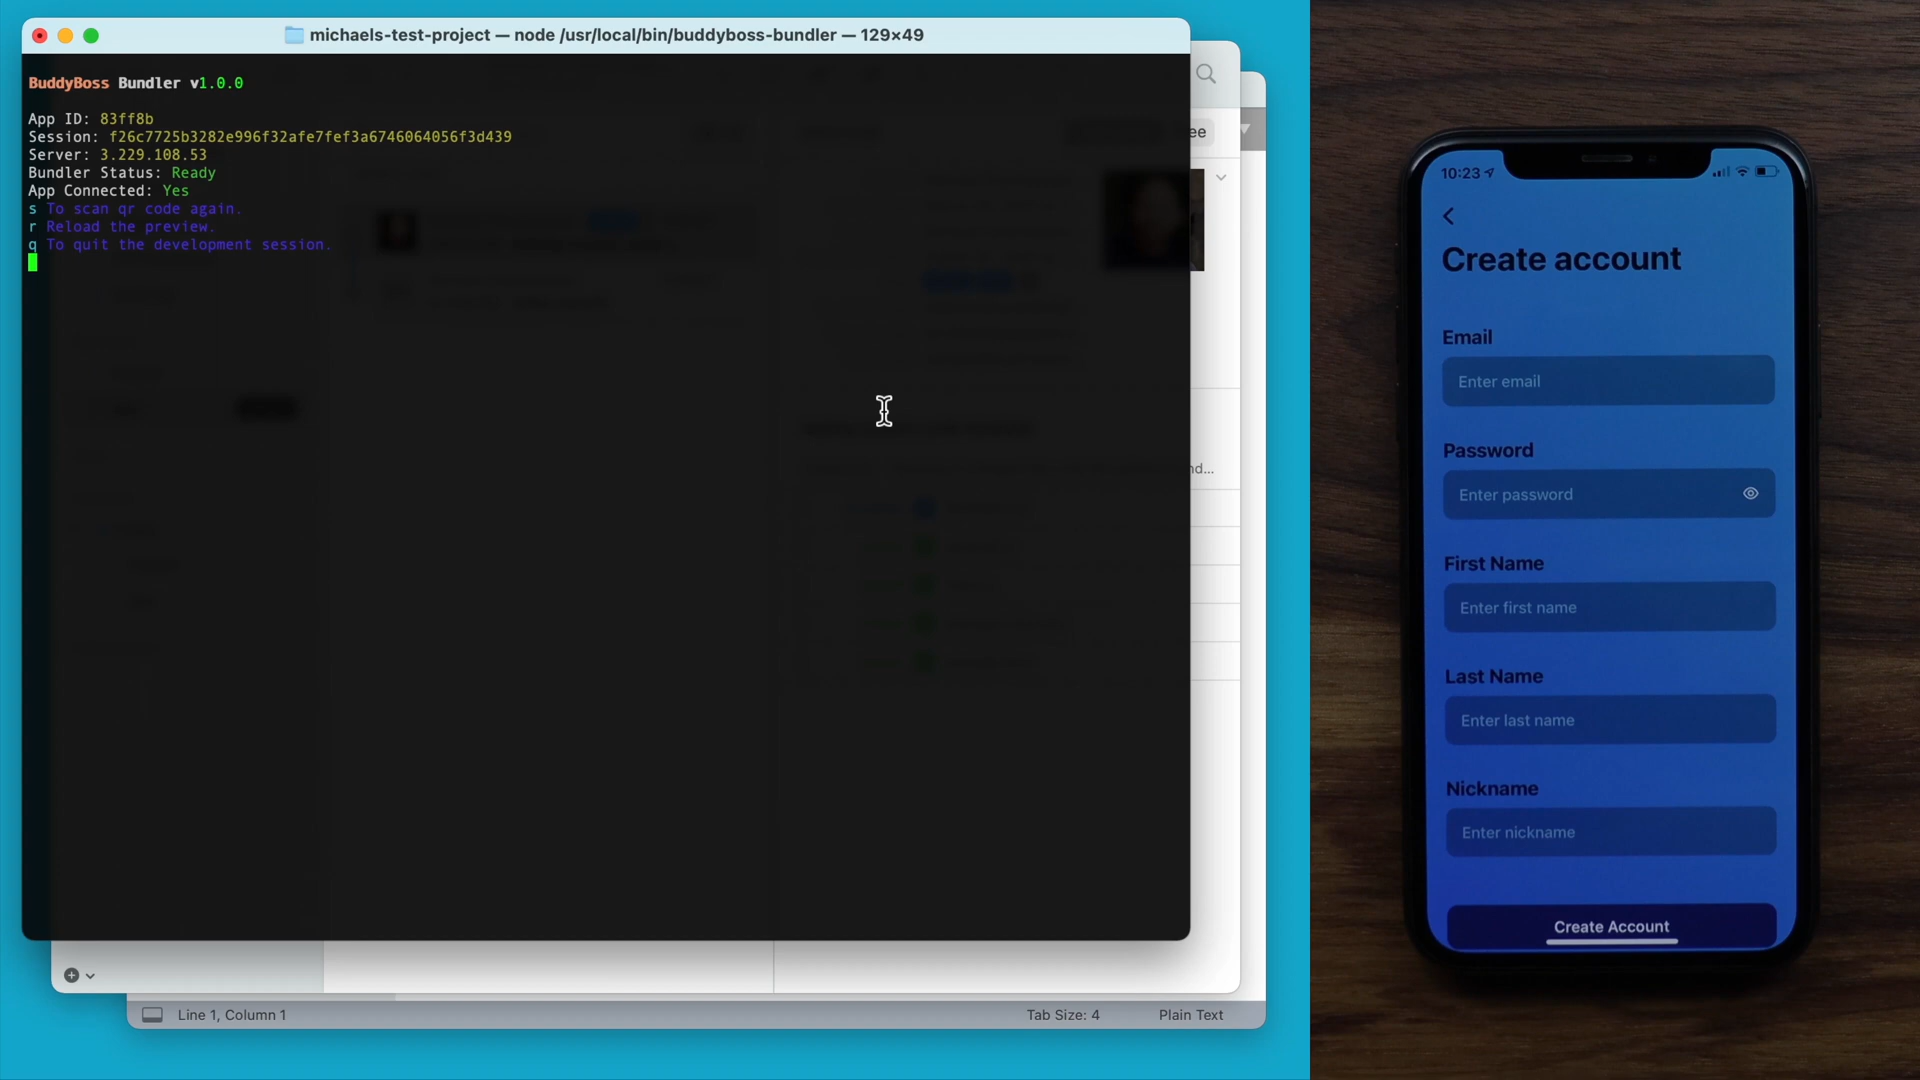 michaels-test-project — node /usr/local/bin/buddyboss-bundler — 129×49
BuddyBoss Bundler v1.0.0
App ID: 83ff8b
Session: f26c7725b3282e996f32afe7fef3a6746064056f3d439
Server: 3.229.108.53
Bundler Status: Ready
App Connected: Yes
s To scan qr code again.
r Reload the preview.
q To quit the development session.
ee
nd...
Line 1, Column 1
Tab Size: 4
Plain Text
10:23
Create account
Email
Enter email
Password
Enter password
First Name
Enter first name
Last Name
Enter last name
Nickname
Enter nickname
Create Account